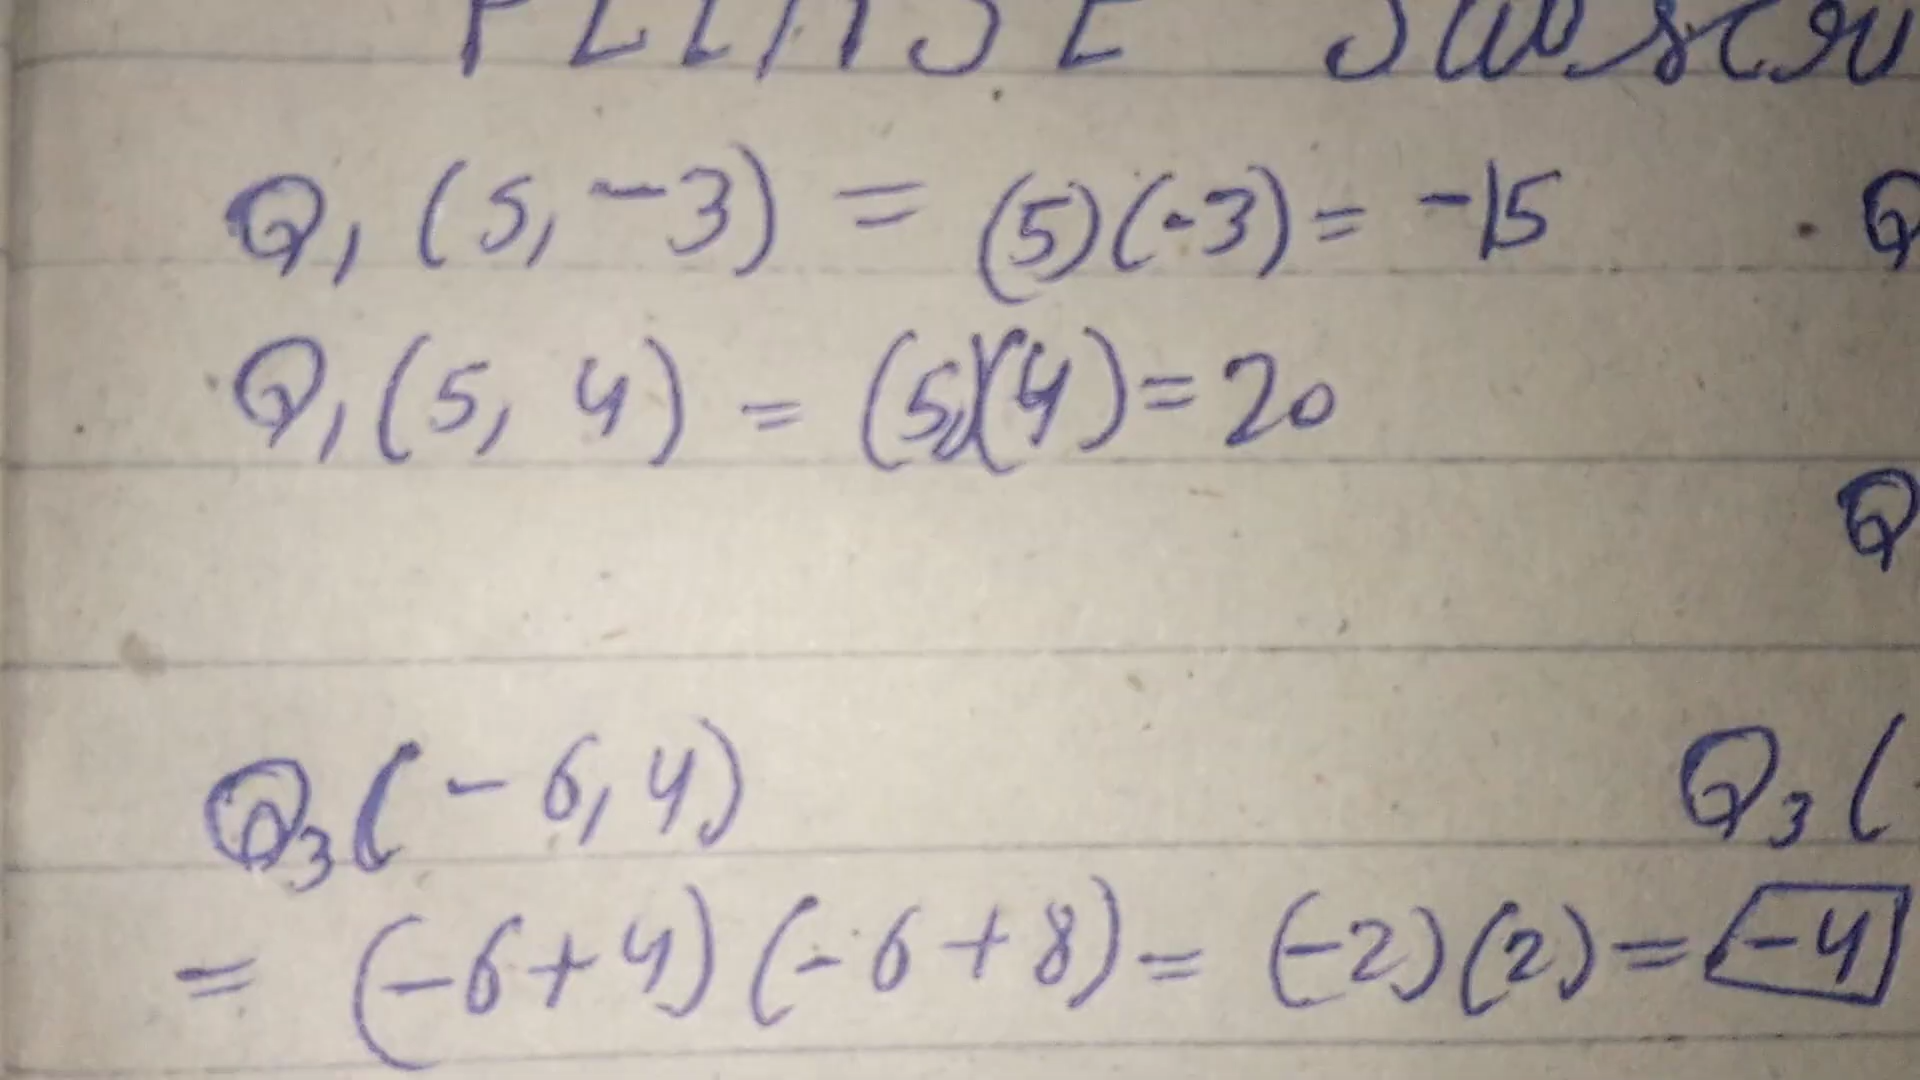 PLEASE
Q₁ (5, -3) = (5)(-3) = -15 Q
Q₁ (5, 4) = (5)(4) = 20
Q
Q₃ (-6, 4) Q₃ (
= (-6+4) (-6+8) = (-2) (2) = -4